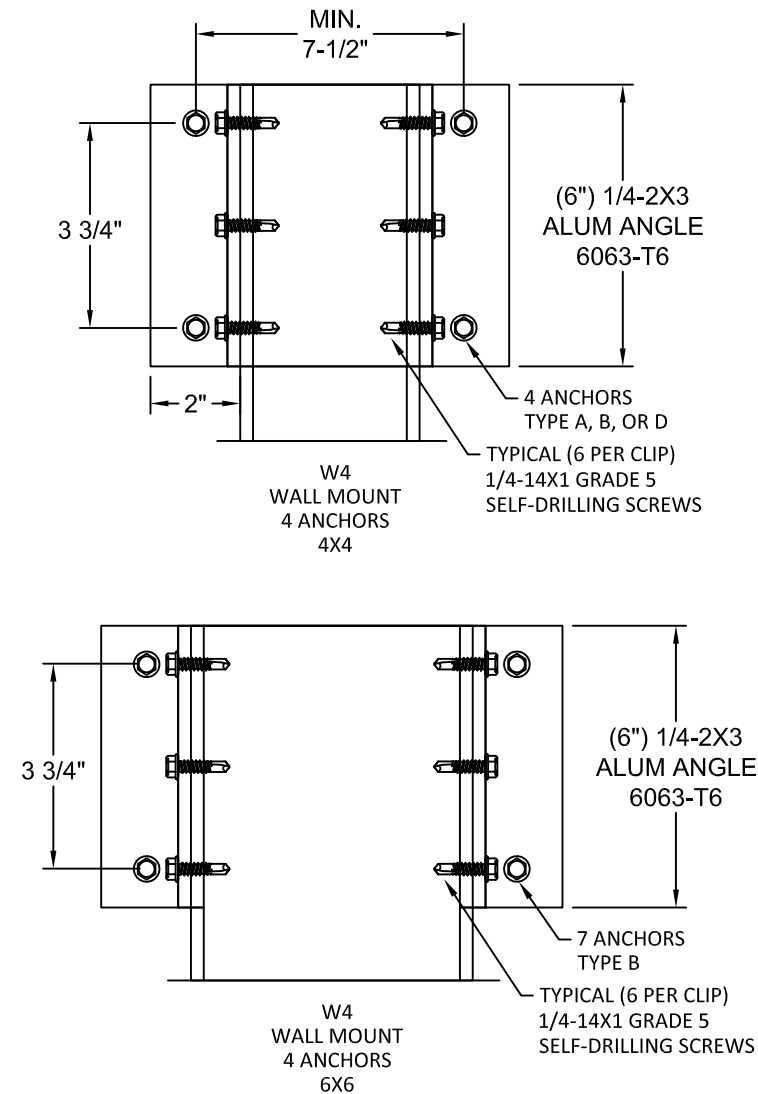 MIN.
7-1/2"
3 3/4"
(6") 1/4-2X3
ALUM ANGLE
6063-T6
2"
4 ANCHORS
TYPE A, B, OR D
TYPICAL (6 PER CLIP)
1/4-14X1 GRADE 5
SELF-DRILLING SCREWS
W4
WALL MOUNT
4 ANCHORS
4X4
3 3/4"
(6") 1/4-2X3
ALUM ANGLE
6063-T6
7 ANCHORS
TYPE B
TYPICAL (6 PER CLIP)
1/4-14X1 GRADE 5
SELF-DRILLING SCREWS
W4
WALL MOUNT
4 ANCHORS
6X6